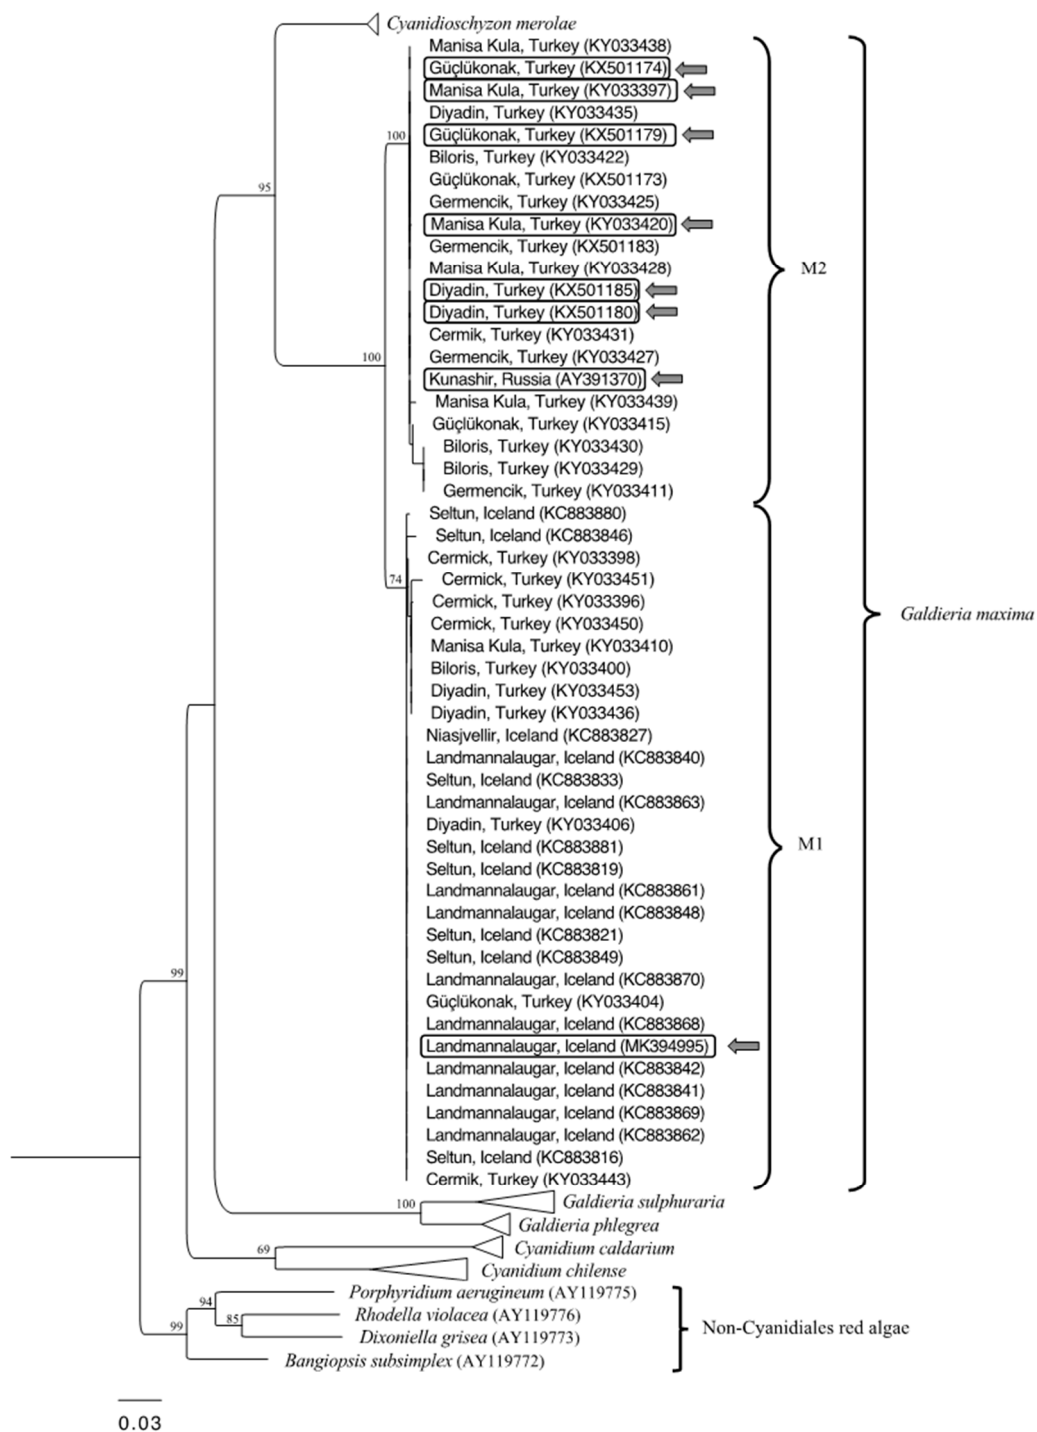 Cyanidioschyzon merolae
Manisa Kula, Turkey (KY033438)
Güçlükonak, Turkey (KX501174)
Manisa Kula, Turkey (KY033397)
Diyadin, Turkey (KY033435)
100
Güçlükonak, Turkey (KX501179)
Biloris, Turkey (KY033422)
Güçlükonak, Turkey (KX501173)
95
Germencik, Turkey (KY033425)
Manisa Kula, Turkey (KY033420)
Germencik, Turkey (KX501183)
Manisa Kula, Turkey (KY033428)
M2
Diyadin, Turkey (KX501185)
Diyadin, Turkey (KX501180)
Cermik, Turkey (KY033431)
100
Germencik, Turkey (KY033427)
Kunashir, Russia (AY391370)
Manisa Kula, Turkey (KY033439)
Güçlükonak, Turkey (KY033415)
Biloris, Turkey (KY033430)
Biloris, Turkey (KY033429)
Germencik, Turkey (KY033411)
Seltun, Iceland (KC883880)
Seltun, Iceland (KC883846)
Cermick, Turkey (KY033398)
74
Cermick, Turkey (KY033451)
Cermick, Turkey (KY033396)
Galdieria maxima
Cermick, Turkey (KY033450)
Manisa Kula, Turkey (KY033410)
Biloris, Turkey (KY033400)
Diyadin, Turkey (KY033453)
Diyadin, Turkey (KY033436)
Niasjvellir, Iceland (KC883827)
Landmannalaugar, Iceland (KC883840)
Seltun, Iceland (KC883833)
Landmannalaugar, Iceland (KC883863)
Diyadin, Turkey (KY033406)
Seltun, Iceland (KC883881)
M1
Seltun, Iceland (KC883819)
Landmannalaugar, Iceland (KC883861)
Landmannalaugar, Iceland (KC883848)
Seltun, Iceland (KC883821)
Seltun, Iceland (KC883849)
99
Landmannalaugar, Iceland (KC883870)
Güçlükonak, Turkey (KY033404)
Landmannalaugar, Iceland (KC883868)
Landmannalaugar, Iceland (MK394995)
Landmannalaugar, Iceland (KC883842)
Landmannalaugar, Iceland (KC883841)
Landmannalaugar, Iceland (KC883869)
Landmannalaugar, Iceland (KC883862)
Seltun, Iceland (KC883816)
Cermik, Turkey (KY033443)
100
Galdieria sulphuraria
Galdieria phlegrea
69
Cyanidium caldarium
Cyanidium chilense
94
Porphyridium aerugineum (AY119775)
85
Rhodella violacea (AY119776)
99
Dixoniella grisea (AY119773)
Non-Cyanidiales red algae
Bangiopsis subsimplex (AY119772)
0.03